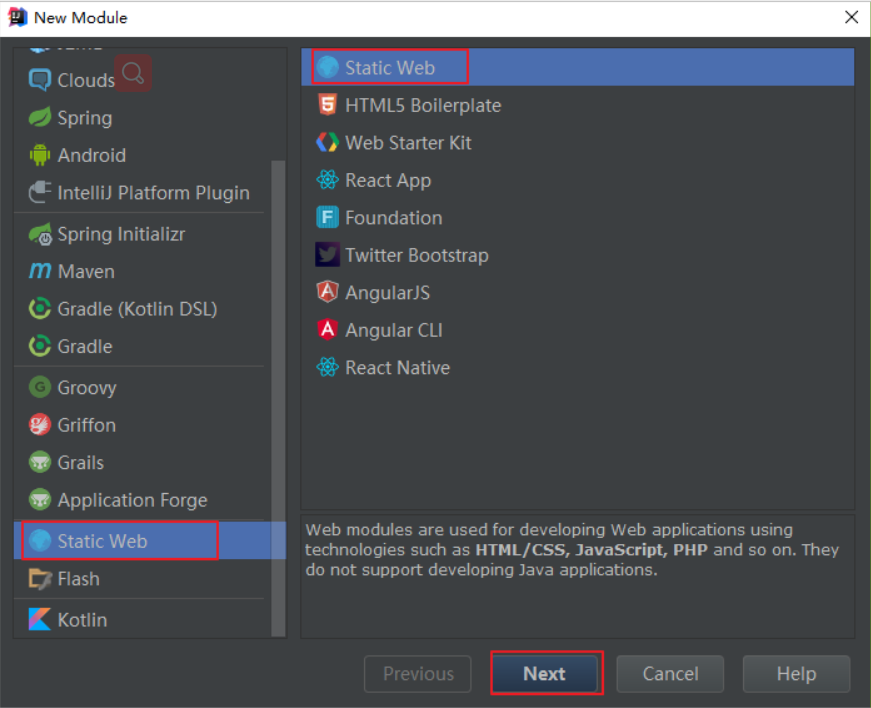 New Module
Clouds
Spring
Android
IntelliJ Platform Plugin
Spring Initializr
Maven
Gradle (Kotlin DSL)
Gradle
Groovy
Griffon
Grails
Application Forge
Static Web
Flash
Kotlin
Static Web
HTML5 Boilerplate
Web Starter Kit
React App
Foundation
Twitter Bootstrap
AngularJS
Angular CLI
React Native
Web modules are used for developing Web applications using
technologies such as HTML/CSS, JavaScript, PHP and so on. They
do not support developing Java applications.
Previous
Next
Cancel
Help